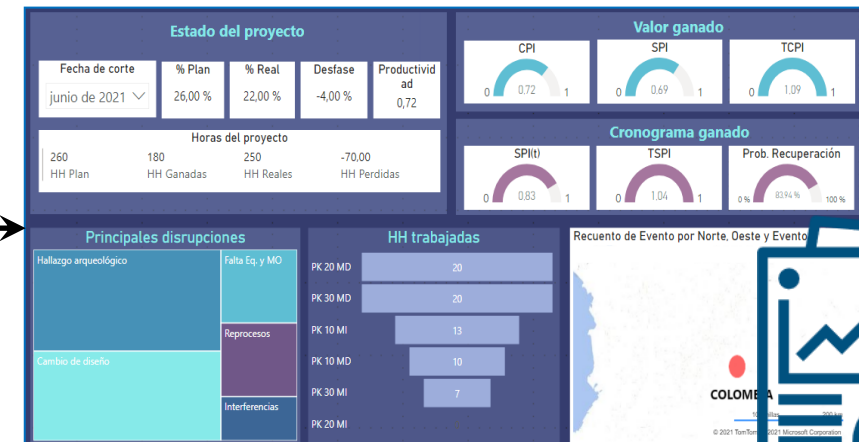 Estado del proyecto
Fecha de corte
junio de 2021
% Plan
26,00 %
% Real
22,00 %
Desfase
-4,00 %
Productivid
ad
0,72
Horas del proyecto
260
HH Plan
180
HH Ganadas
250
HH Reales
-70,00
HH Perdidas
Valor ganado
CPI
0 0.72 1
SPI
0 0.69 1
TCPI
0 1.09 1
Cronograma ganado
SPI(t)
0 0.83 1
TSPI
0 1.04 1
Prob. Recuperación
0 % 83.94 % 100 %
Principales disrupciones
Hallazgo arqueológico
Falta Eq. y MO
Reprocesos
Cambio de diseño
Interferencias
HH trabajadas
PK 20 MD 20
PK 30 MD 20
PK 10 MI 13
PK 10 MD 10
PK 30 MI 7
PK 20 MI
Recuento de Evento por Norte, Oeste y Evento
COLOMBIA
© 2021 TomTom 2021 Microsoft Corporation